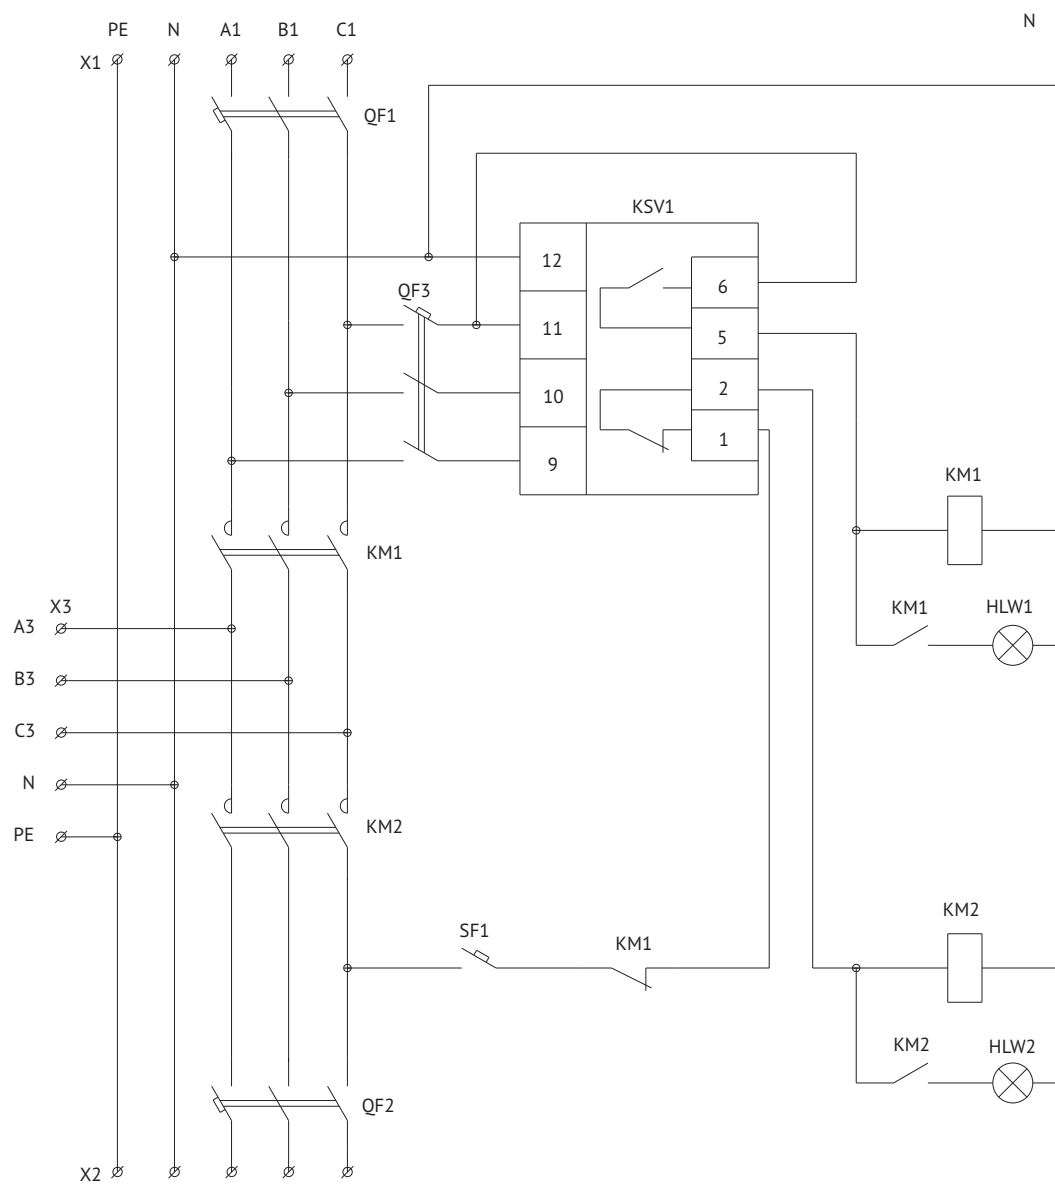 PE N A1 B1 C1 N
X1
QF1
KSV1
12
6
QF3
11
5
10
2
9
1
KM1
KM1
X3
A3
KM1 HLW1
B3
C3
N
PE
KM2
KM2
SF1
KM1
KM2 HLW2
QF2
X2